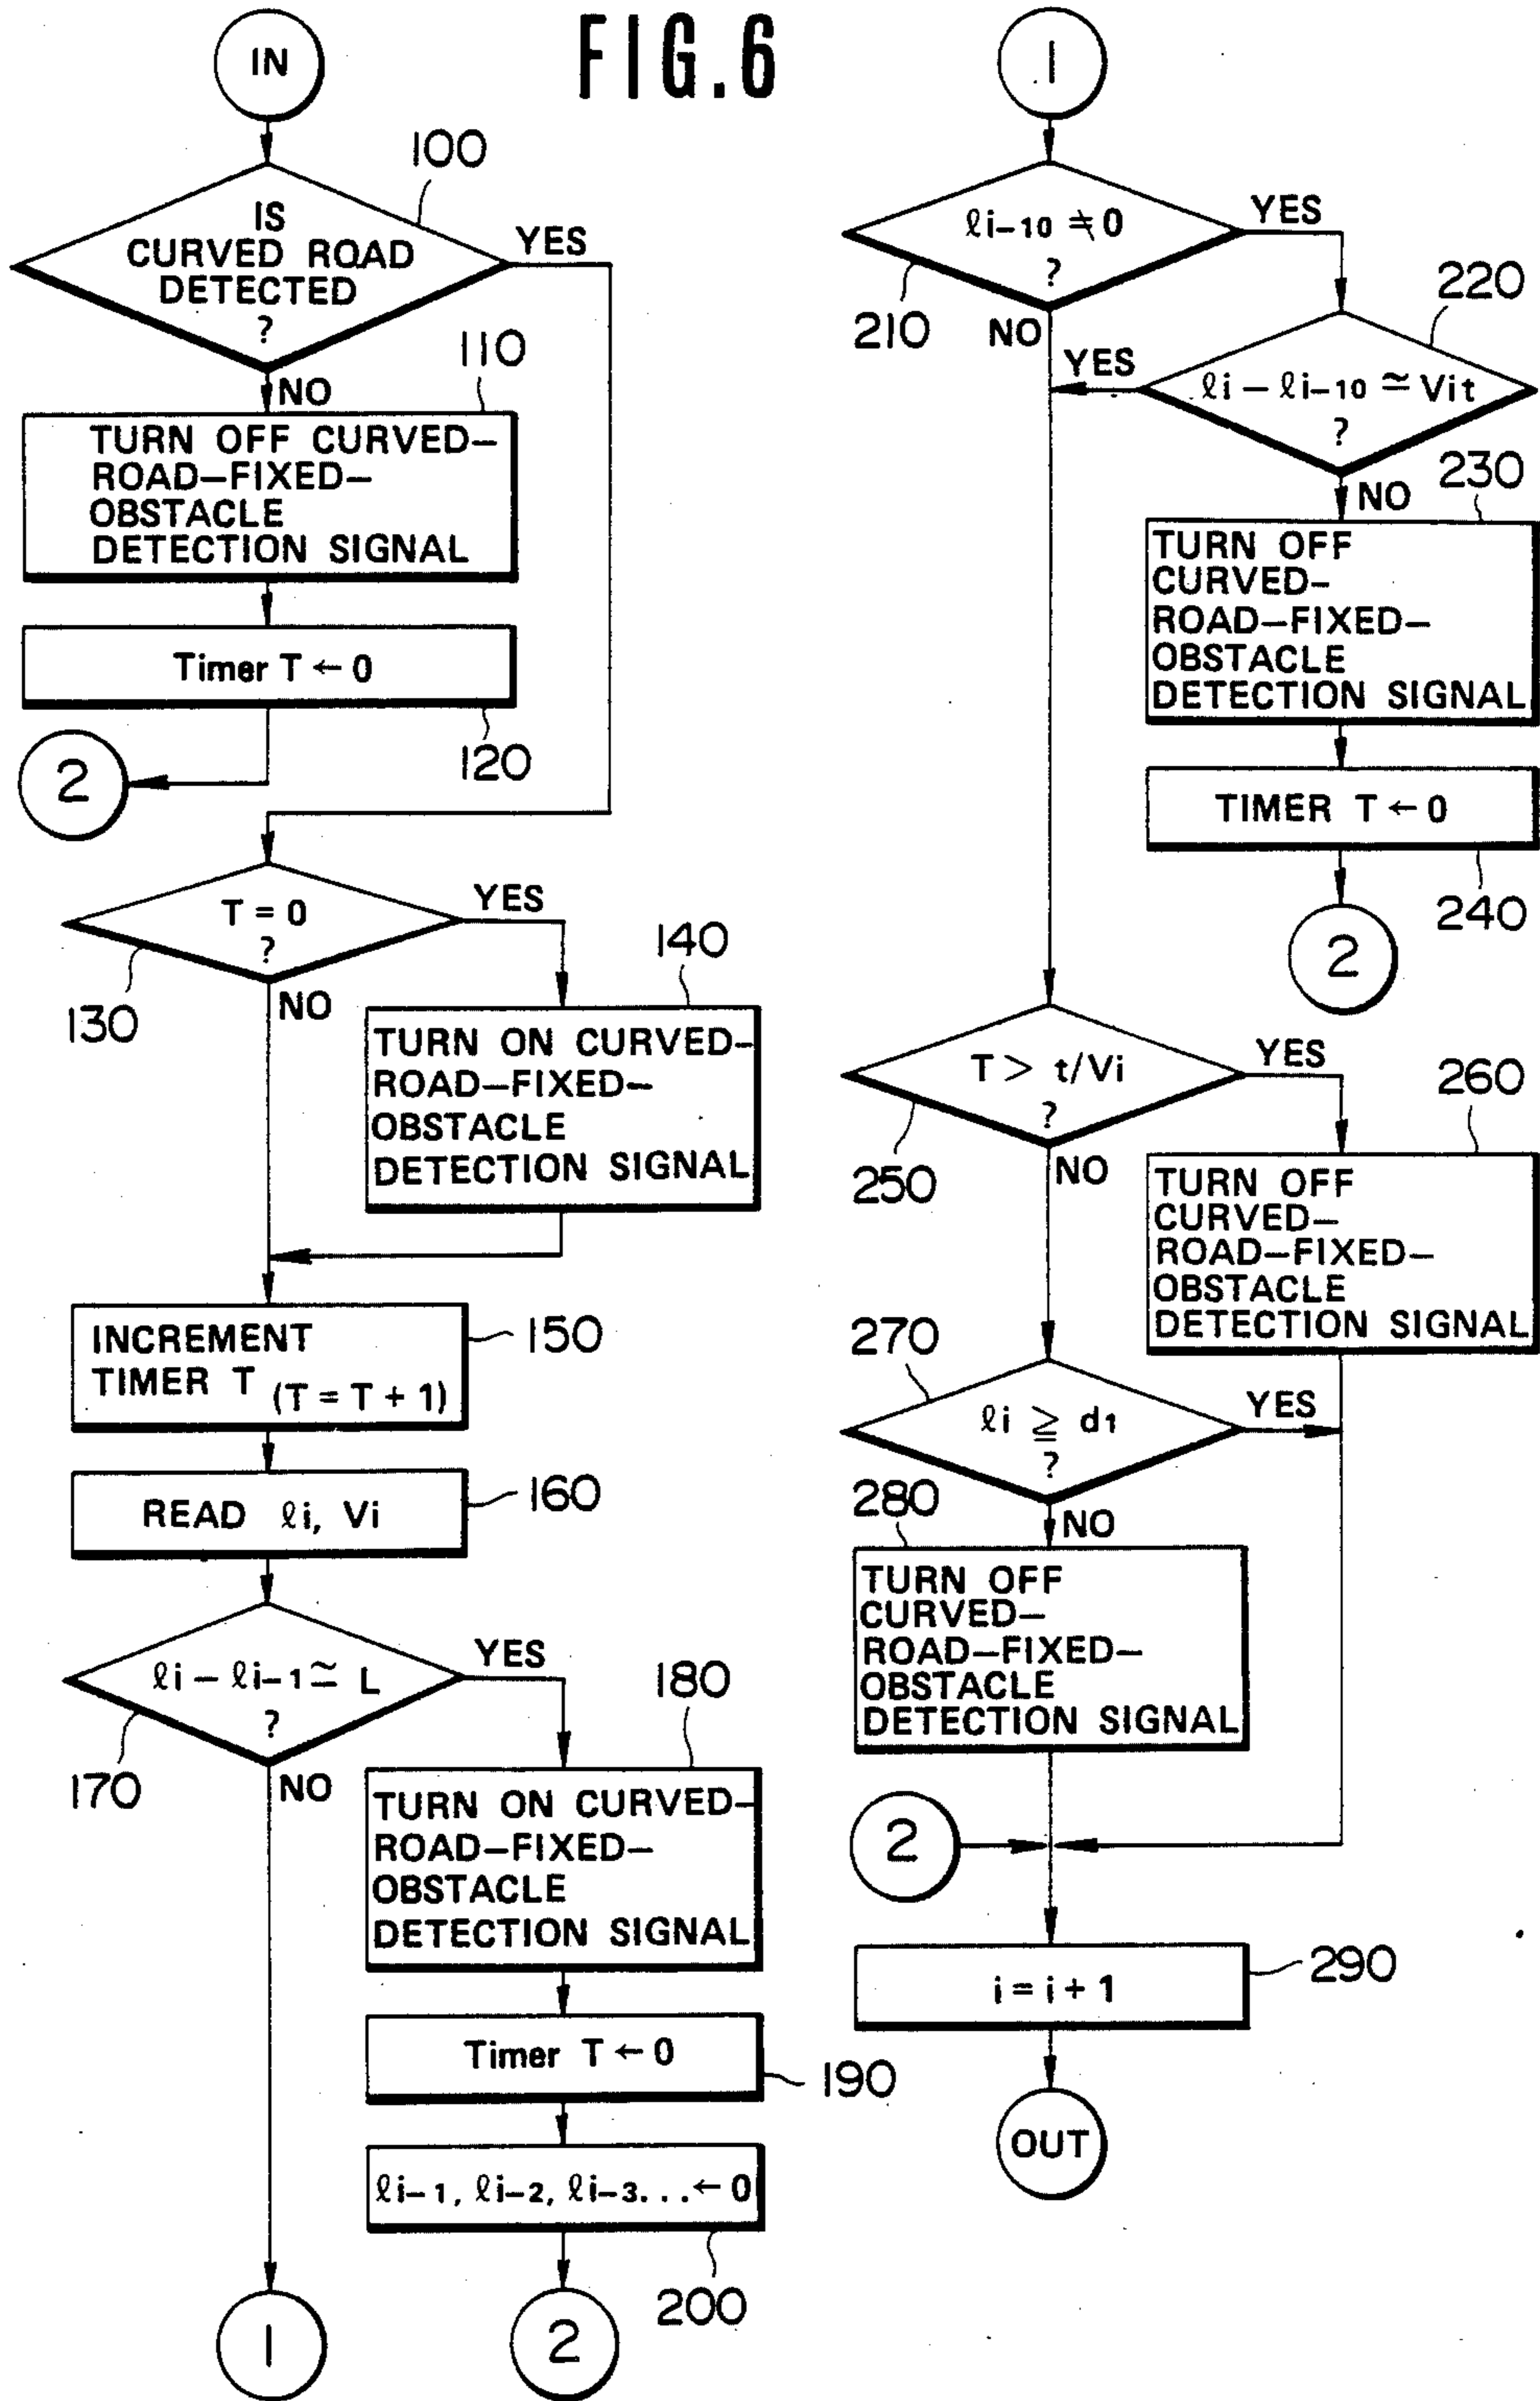 FIG.6
IN
100
IS
CURVED ROAD
DETECTED
?
YES
NO
110
TURN OFF CURVED–
ROAD–FIXED–
OBSTACLE
DETECTION SIGNAL
Timer T ← 0
120
2
T = 0
?
YES
130
NO
140
TURN ON CURVED–
ROAD–FIXED–
OBSTACLE
DETECTION SIGNAL
INCREMENT
TIMER T (T = T + 1)
150
READ ℓi, Vi
160
ℓi – ℓi–1 ≃ L
?
YES
170
NO
180
TURN ON CURVED–
ROAD–FIXED–
OBSTACLE
DETECTION SIGNAL
Timer T ← 0
190
ℓi–1, ℓi–2, ℓi–3. . . ← 0
200
1
2
1
ℓi–10 ≠ 0
?
YES
210
NO
220
YES
ℓi – ℓi–10 ≃ Vit
?
NO
230
TURN OFF
CURVED–
ROAD–FIXED–
OBSTACLE
DETECTION SIGNAL
TIMER T ← 0
240
2
T > t/Vi
?
YES
250
NO
260
TURN OFF
CURVED–
ROAD–FIXED–
OBSTACLE
DETECTION SIGNAL
270
ℓi ≧ d1
?
YES
280
NO
TURN OFF
CURVED–
ROAD–FIXED–
OBSTACLE
DETECTION SIGNAL
2
i = i + 1
290
OUT